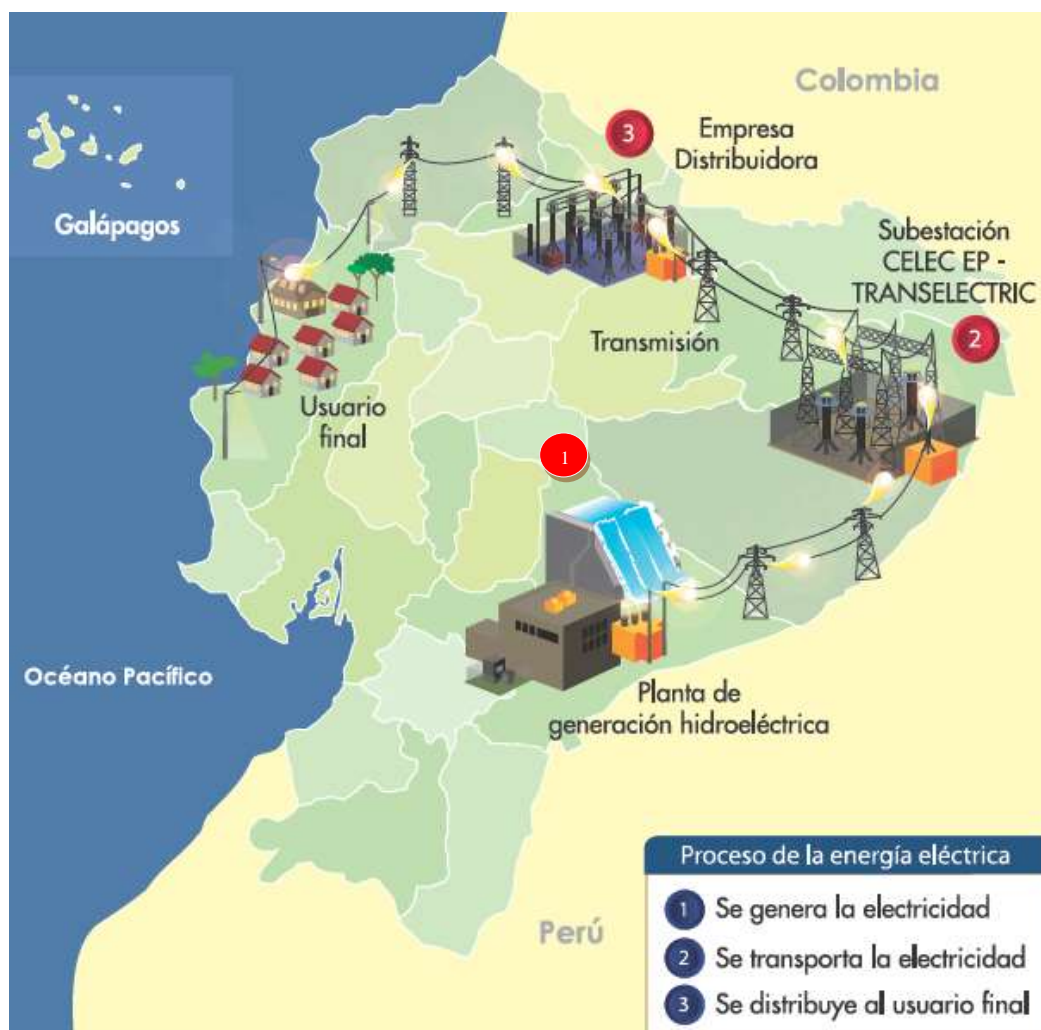 Colombia
3
Empresa
Distribuidora
Galápagos
Subestación
CELEC EP -
TRANSELECTRIC
2
Transmisión
Usuario
final
1
Océano Pacífico
Planta de
generación hidroeléctrica
Perú
Proceso de la energía eléctrica
1 Se genera la electricidad
2 Se transporta la electricidad
3 Se distribuye al usuario final